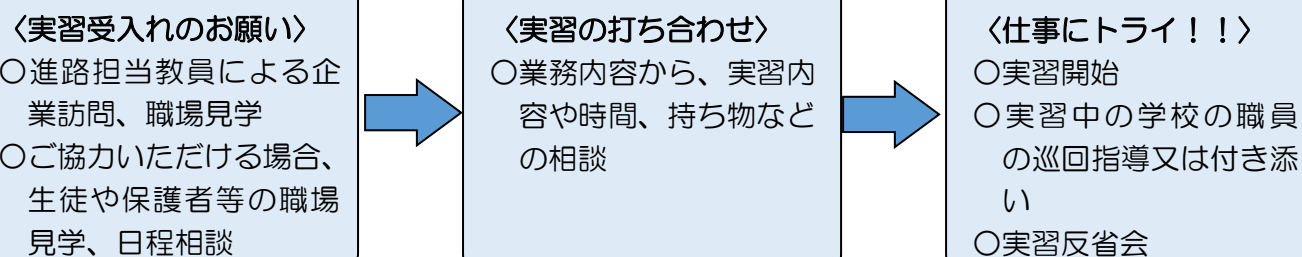 〈実習受入れのお願い〉
〇進路担当教員による企
業訪問、職場見学
〇ご協力いただける場合、
生徒や保護者等の職場
見学、日程相談
〈実習の打ち合わせ〉
〇業務内容から、実習内
容や時間、持ち物など
の相談
〈仕事にトライ！！〉
〇実習開始
〇実習中の学校の職員
の巡回指導又は付き添
い
〇実習反省会